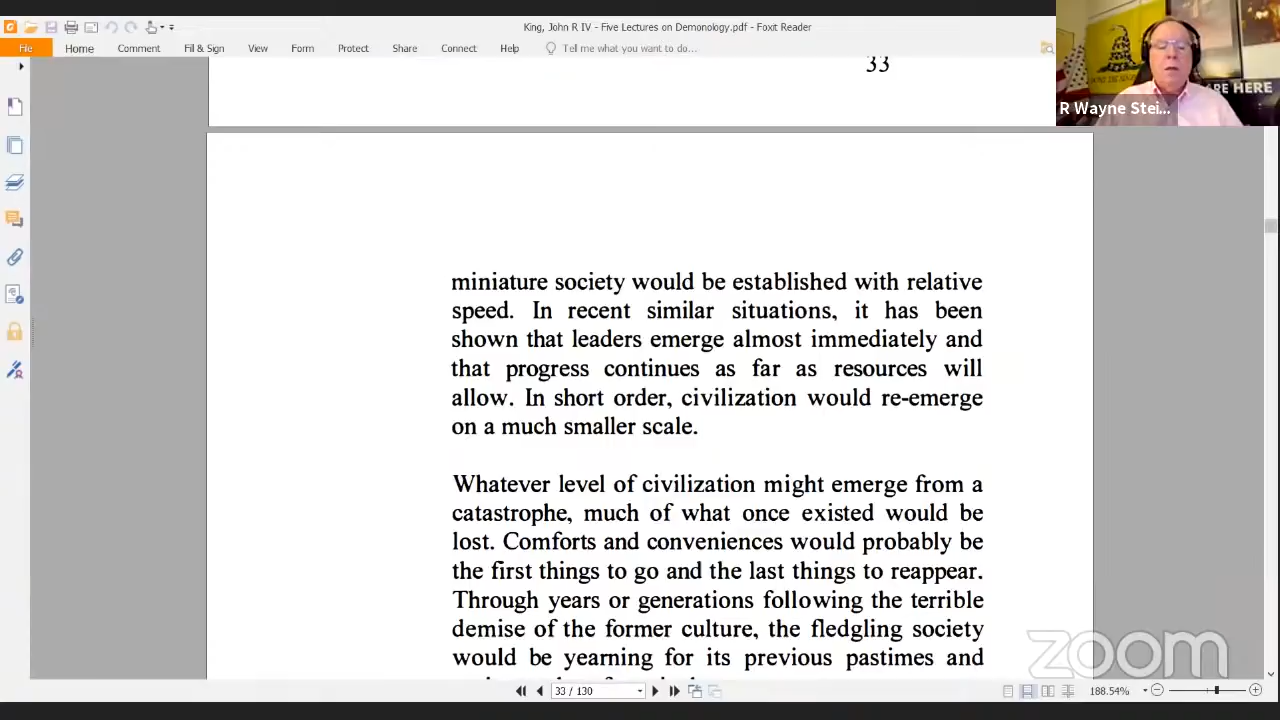 King, John R IV - Five Lectures on Demonology.pdf - Foxit Reader
File Home Comment Fill & Sign View Form Protect Share Connect Help Tell me what you want to do...
33
ARE HERE
R Wayne Stei...
miniature society would be established with relative
speed. In recent similar situations, it has been
shown that leaders emerge almost immediately and
that progress continues as far as resources will
allow. In short order, civilization would re-emerge
on a much smaller scale.
Whatever level of civilization might emerge from a
catastrophe, much of what once existed would be
lost. Comforts and conveniences would probably be
the first things to go and the last things to reappear.
Through years or generations following the terrible
demise of the former culture, the fledgling society
would be yearning for its previous pastimes and
zoom
33 / 130
188.54%